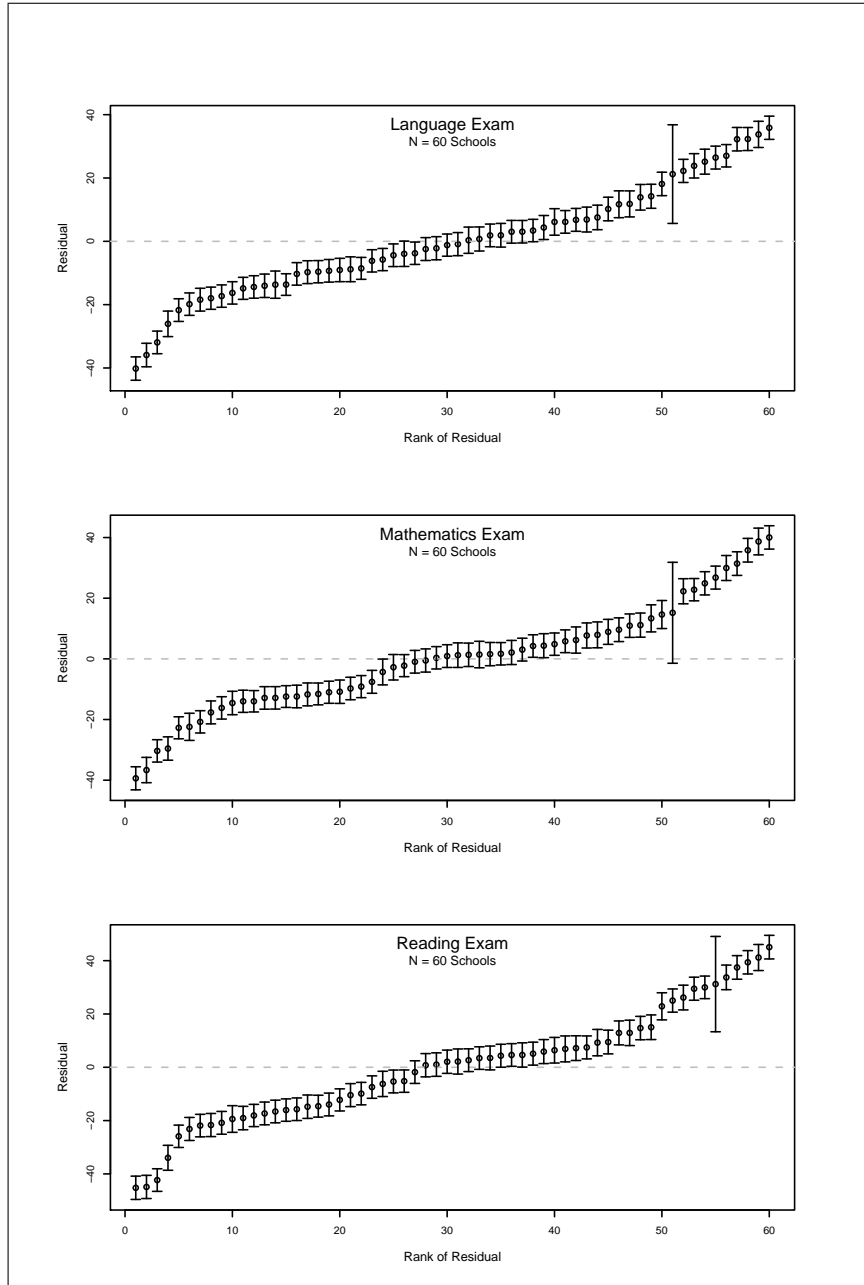 Language Exam
N = 60 Schools
40
20
0
−20
−40
Residual
0 10 20 30 40 50 60
Rank of Residual
Mathematics Exam
N = 60 Schools
40
20
0
−20
−40
Residual
0 10 20 30 40 50 60
Rank of Residual
Reading Exam
N = 60 Schools
40
20
0
−20
−40
Residual
0 10 20 30 40 50 60
Rank of Residual